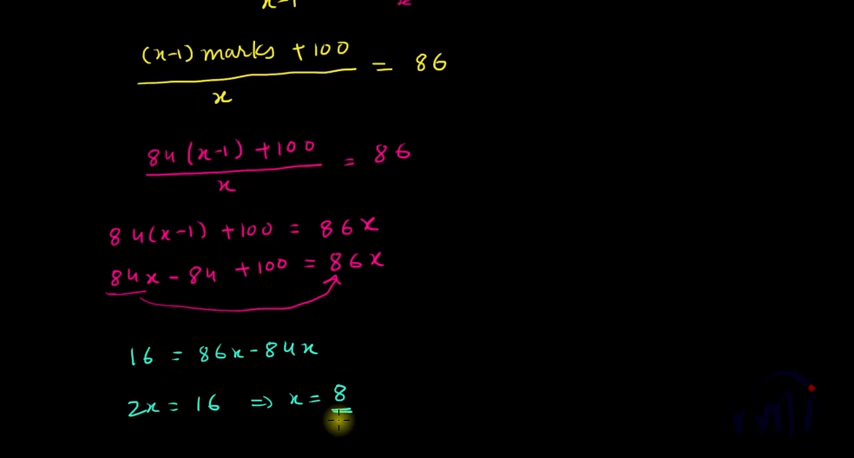 x-1 x
(x-1) marks + 100
x
= 86
84 (x-1) + 100
x
= 86
84(x-1) + 100 = 86x
84x - 84 + 100 = 86x
16 = 86x - 84x
2x = 16 ⇒ x = 8